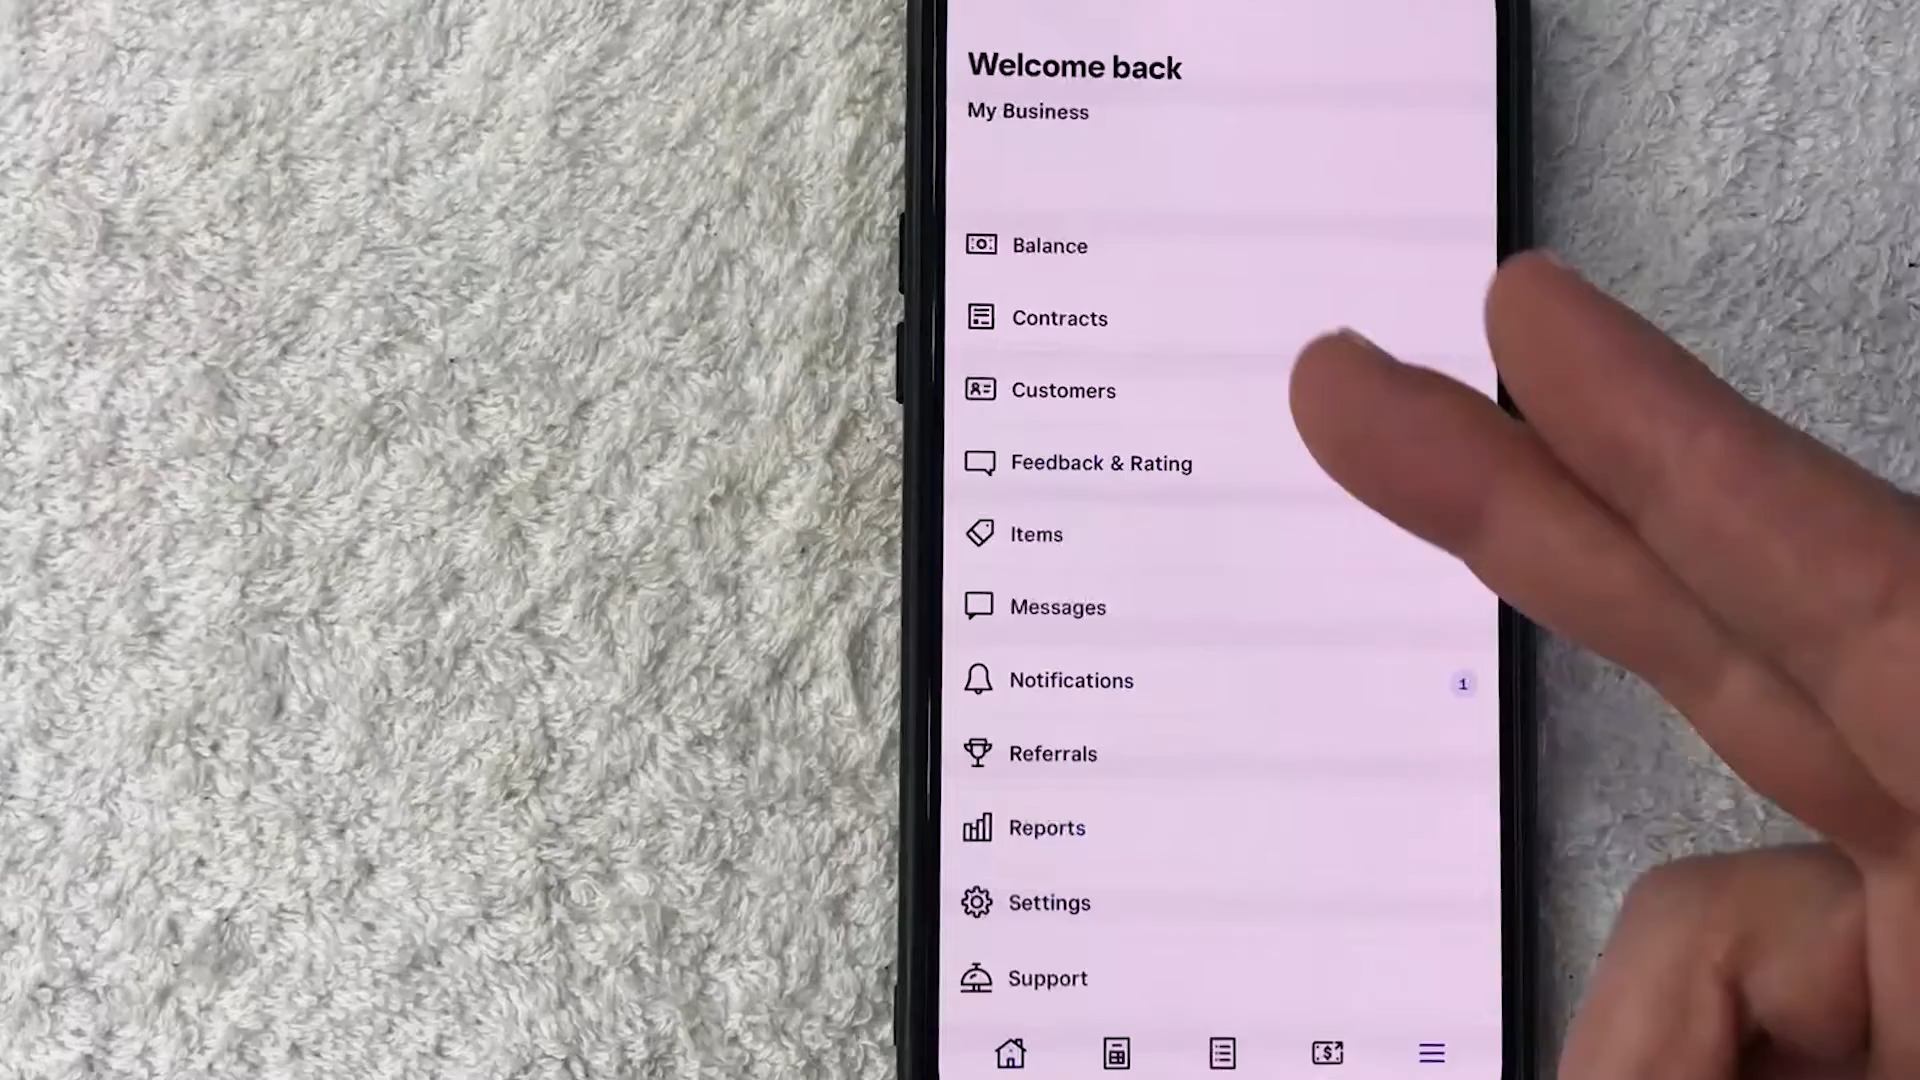 Welcome back
My Business
Balance
Contracts
Customers
Feedback & Rating
Items
Messages
Notifications 1
Referrals
Reports
Settings
Support